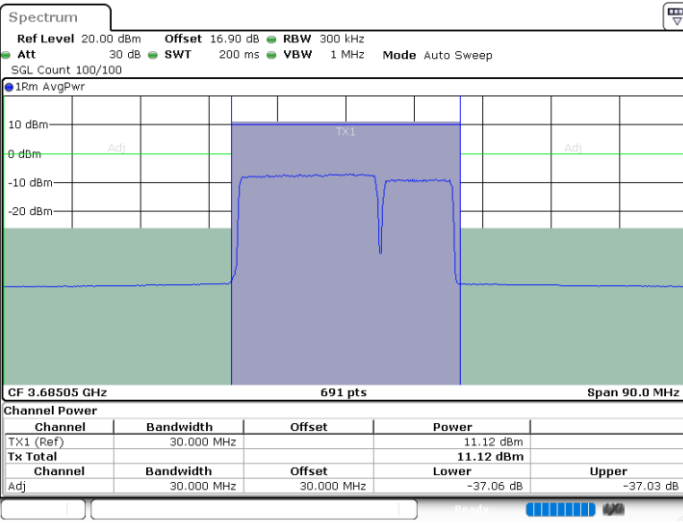 Spectrum
Ref Level 20.00 dBm Offset 16.90 dB RBW 300 kHz
Att 30 dB SWT 200 ms VBW 1 MHz Mode Auto Sweep
SGL Count 100/100
1Rm AvgPwr
10 dBm
TX1
0 dBm
Adj
Adj
-10 dBm
-20 dBm
CF 3.68505 GHz 691 pts Span 90.0 MHz
Channel Power
Channel Bandwidth Offset Power
TX1 (Ref) 30.000 MHz 11.12 dBm
Tx Total 11.12 dBm
Channel Bandwidth Offset Lower Upper
Adj 30.000 MHz 30.000 MHz -37.06 dB -37.03 dB
Ready